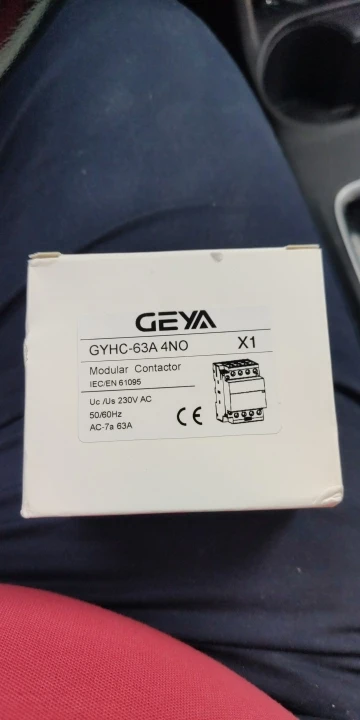 GEYA
GYHC-63A 4NO X1
Modular Contactor
IEC/EN 61095
Uc /Us 230V AC
50/60Hz
AC-7a 63A
CE